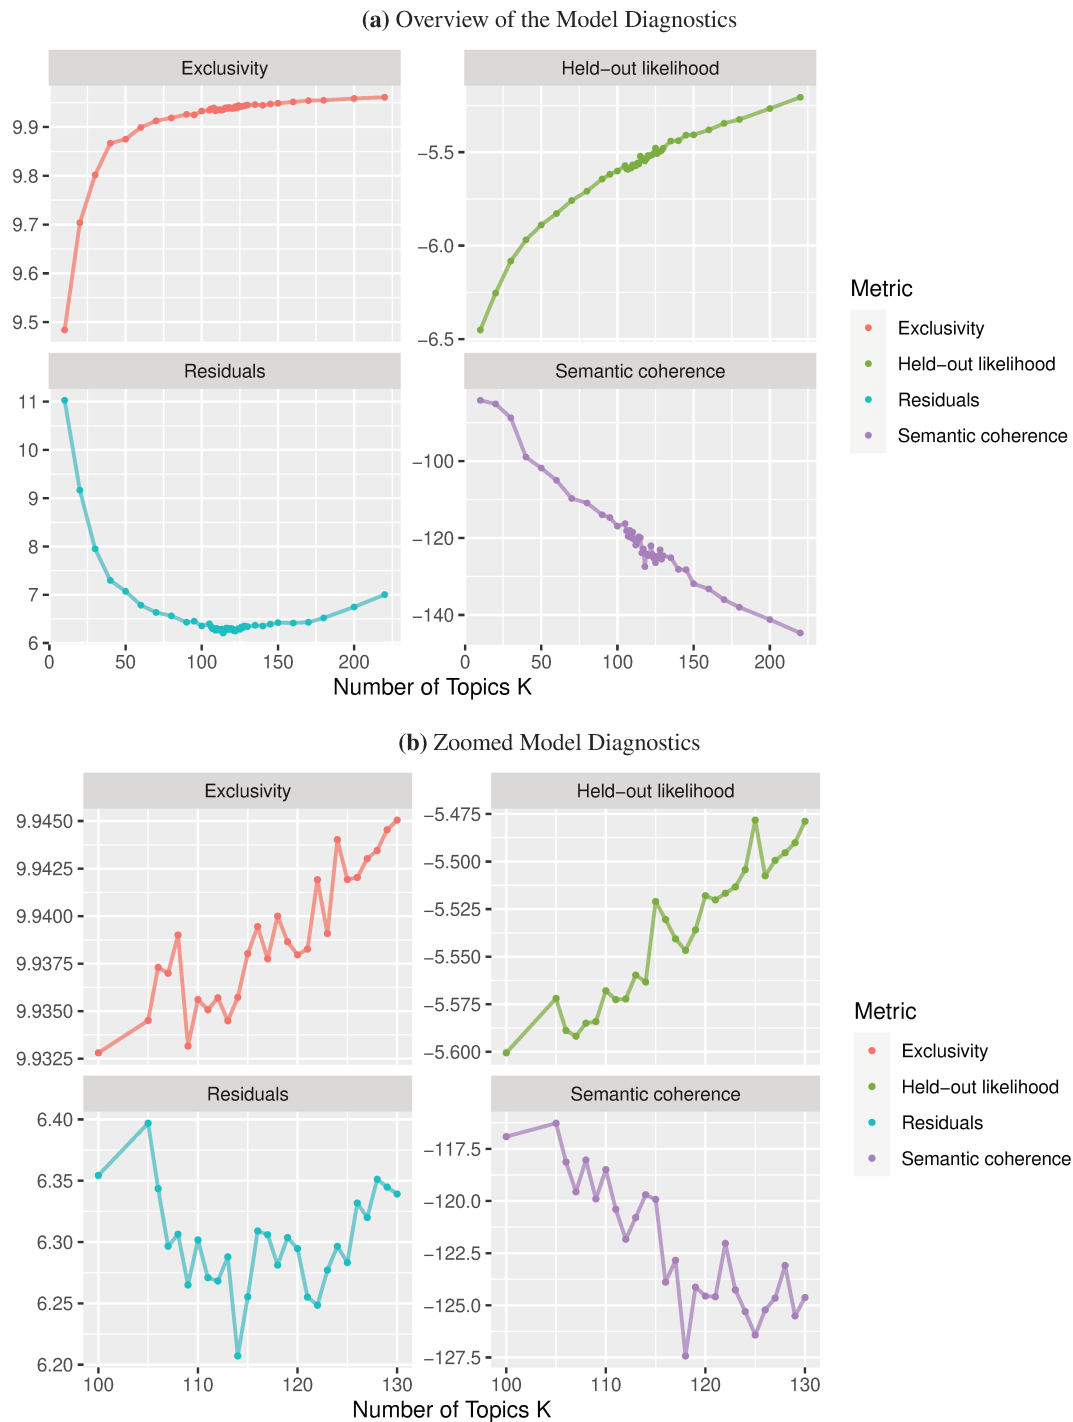 (a) Overview of the Model Diagnostics
Exclusivity
Held−out likelihood
9.9
9.8
9.7
9.6
9.5
−5.5
−6.0
−6.5
Residuals
Semantic coherence
11
10
9
8
7
6
−100
−120
−140
0 50 100 150 200
0 50 100 150 200
Number of Topics K
Metric
Exclusivity
Held−out likelihood
Residuals
Semantic coherence
(b) Zoomed Model Diagnostics
Exclusivity
Held−out likelihood
9.9450
9.9425
9.9400
9.9375
9.9350
9.9325
−5.475
−5.500
−5.525
−5.550
−5.575
−5.600
Residuals
Semantic coherence
6.40
6.35
6.30
6.25
6.20
−117.5
−120.0
−122.5
−125.0
−127.5
100 110 120 130
100 110 120 130
Number of Topics K
Metric
Exclusivity
Held−out likelihood
Residuals
Semantic coherence